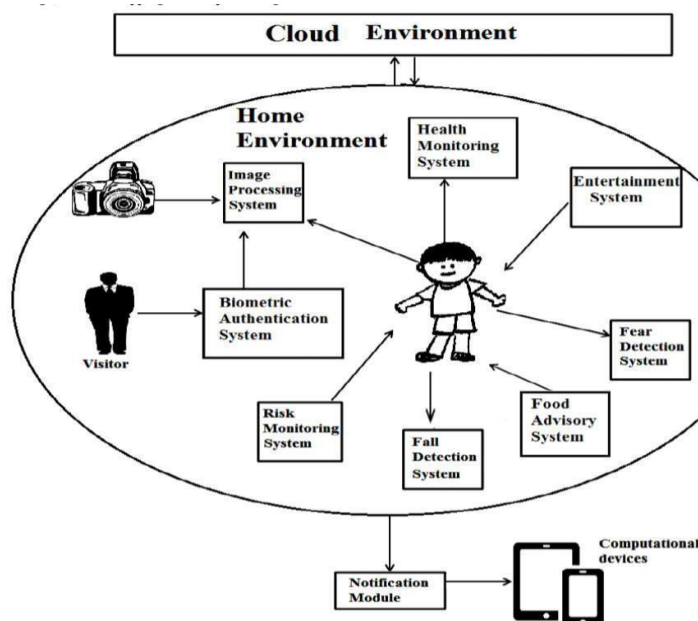 Cloud Environment
Home
Environment
Health
Monitoring
System
Image
Processing
System
Entertainment
System
Biometric
Authentication
System
Visitor
Fear
Detection
System
Risk
Monitoring
System
Fall
Detection
System
Food
Advisory
System
Notification
Module
Computational
devices